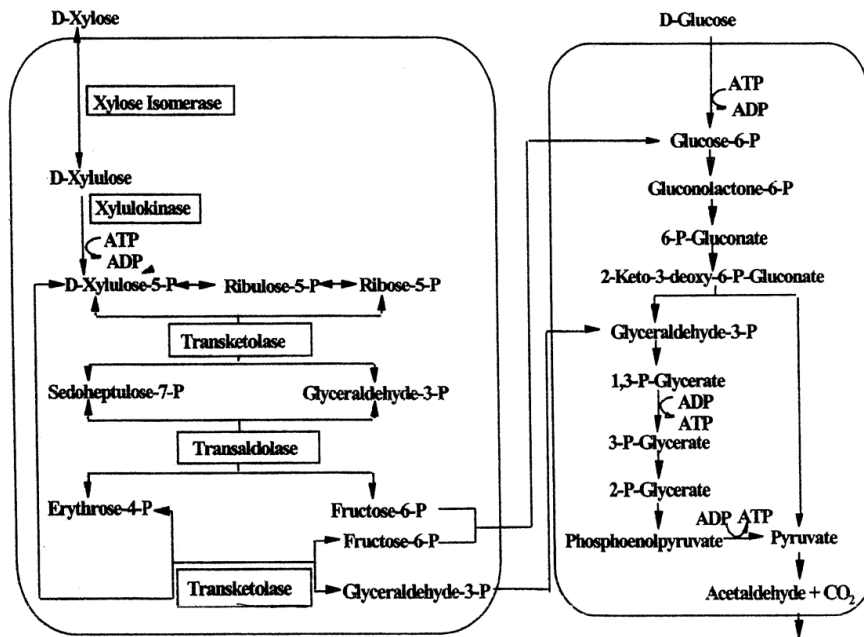 D-Xylose
Xylose Isomerase
D-Xylulose
Xylulokinase
ATP
ADP
D-Xylulose-5-P
Ribulose-5-P
Ribose-5-P
Transketolase
Sedoheptulose-7-P
Glyceraldehyde-3-P
Transaldolase
Erythrose-4-P
Fructose-6-P
Fructose-6-P
Transketolase
Glyceraldehyde-3-P
D-Glucose
ATP
ADP
Glucose-6-P
Gluconolactone-6-P
6-P-Gluconate
2-Keto-3-deoxy-6-P-Gluconate
Glyceraldehyde-3-P
1,3-P-Glycerate
ADP
ATP
3-P-Glycerate
2-P-Glycerate
ADP ATP
Phosphoenolpyruvate
Pyruvate
Acetaldehyde + CO₂